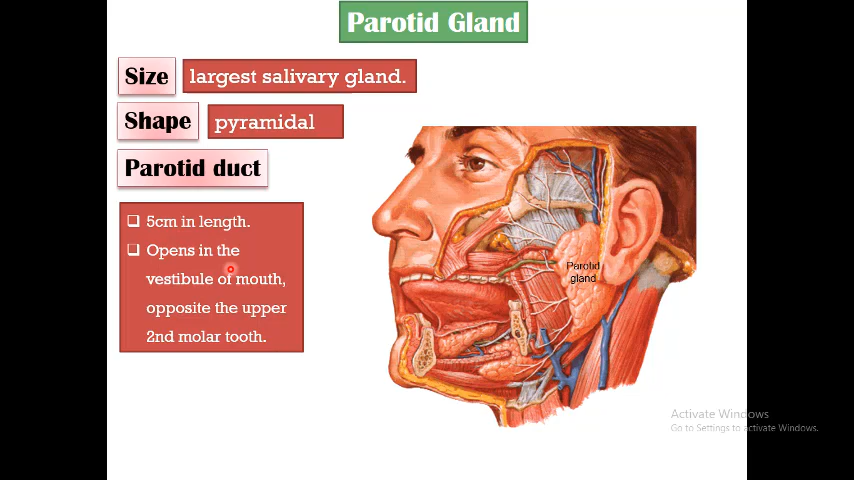 Parotid Gland
Size
largest salivary gland.
Shape
pyramidal
Parotid duct
5cm in length.
Opens in the
vestibule of mouth,
opposite the upper
2nd molar tooth.
Parotid
gland
Activate Windows
Go to Settings to activate Windows.